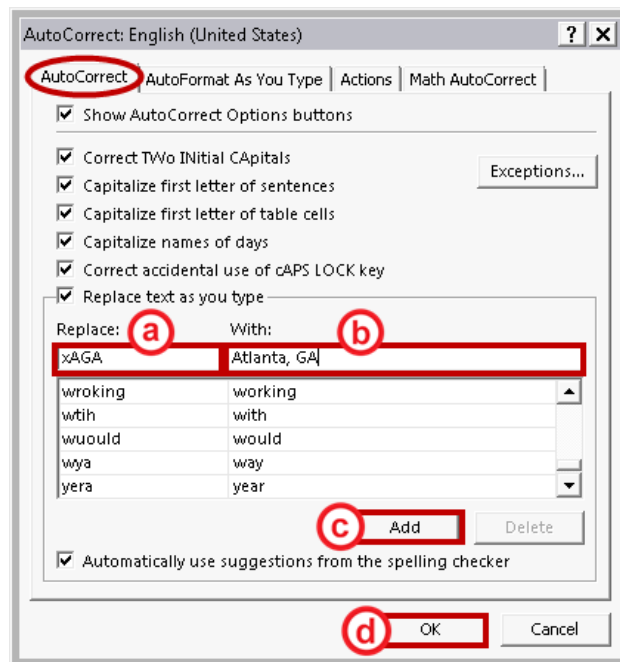 AutoCorrect: English (United States) ? X
AutoCorrect AutoFormat As You Type Actions Math AutoCorrect
Show AutoCorrect Options buttons
Correct TWo INitial CApitals
Exceptions...
Capitalize first letter of sentences
Capitalize first letter of table cells
Capitalize names of days
Correct accidental use of cAPS LOCK key
Replace text as you type
Replace: a With: b
xAGA Atlanta, GA
wroking working
wtih with
wuould would
wya way
yera year
c Add Delete
Automatically use suggestions from the spelling checker
d OK Cancel